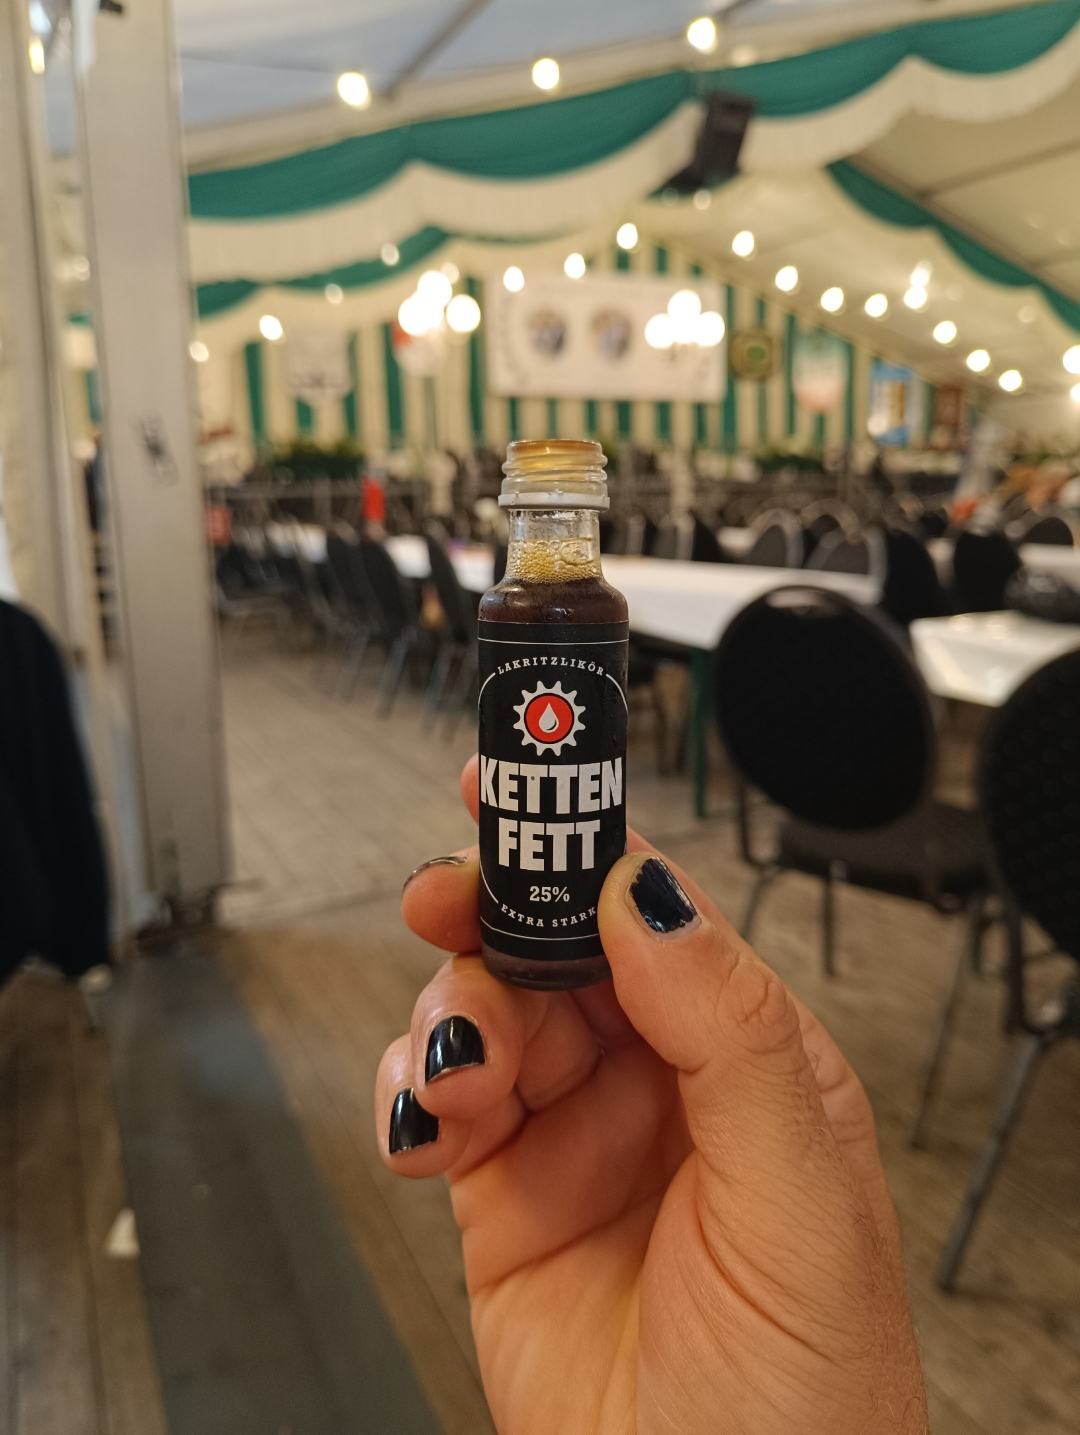 LAKRITZLIKÖR
KETTEN
FETT
25%
EXTRA STARK